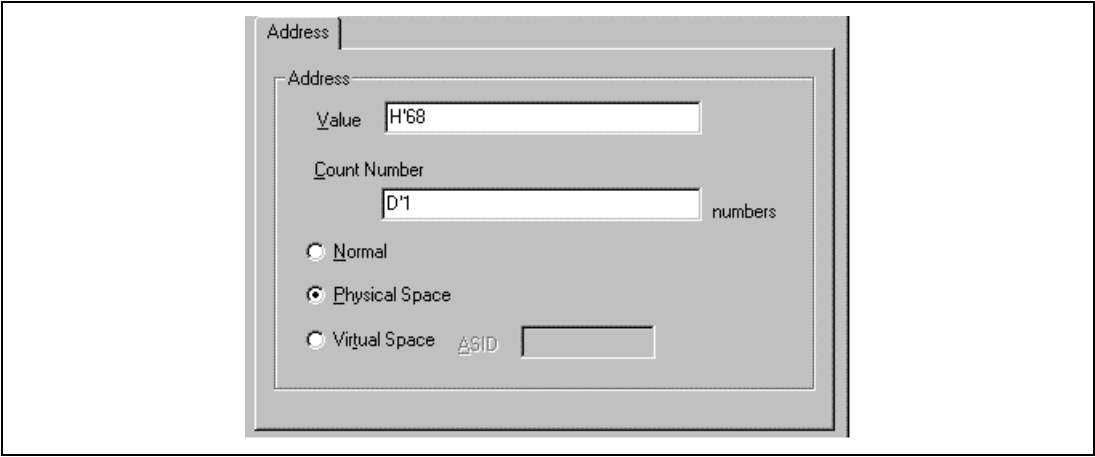 Address
Address
Value H'68
Count Number
D'1 numbers
Normal
Physical Space
Virtual Space ASID